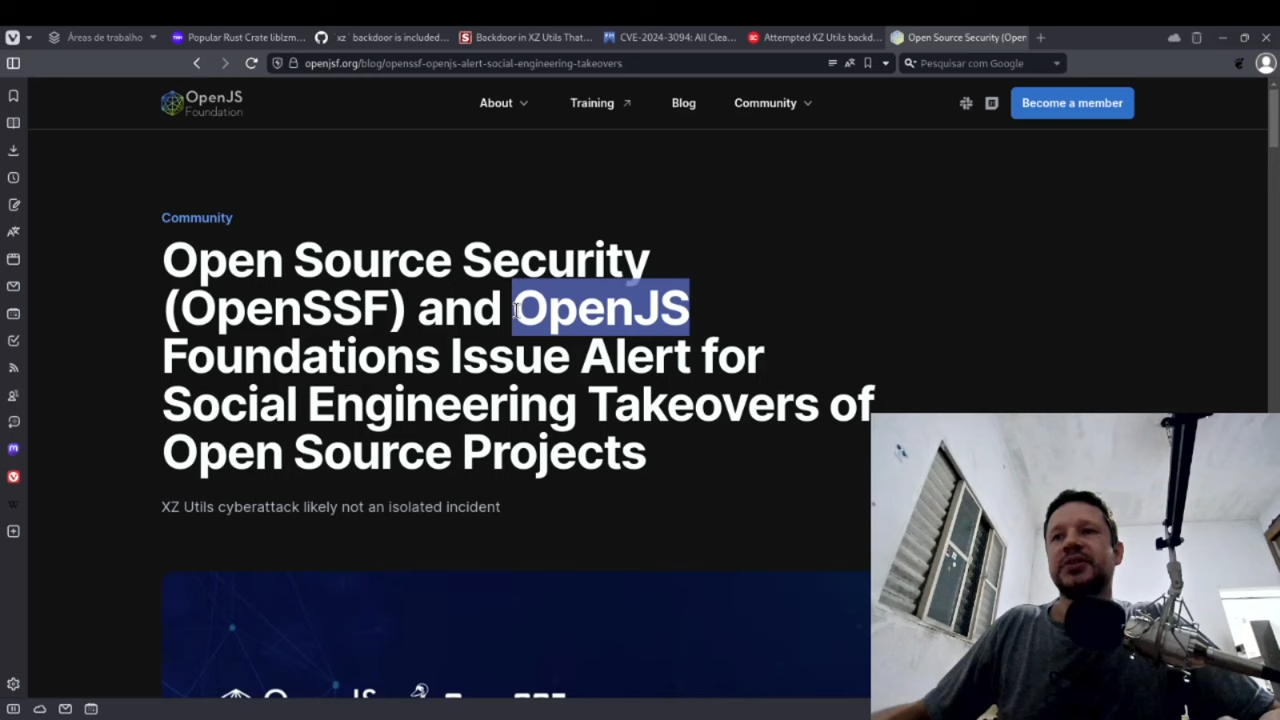 Áreas de trabalho
Popular Rust Crate liblzm...
xz backdoor is included...
Backdoor in XZ Utils That...
CVE-2024-3094: All Clea...
Attempted XZ Utils backd...
Open Source Security (Open
openjsf.org/blog/openssf-openjs-alert-social-engineering-takeovers
Pesquisar com Google
OpenJS
Foundation
About
Training
Blog
Community
Become a member
Community
Open Source Security
(OpenSSF) and OpenJS
Foundations Issue Alert for
Social Engineering Takeovers of
Open Source Projects
XZ Utils cyberattack likely not an isolated incident